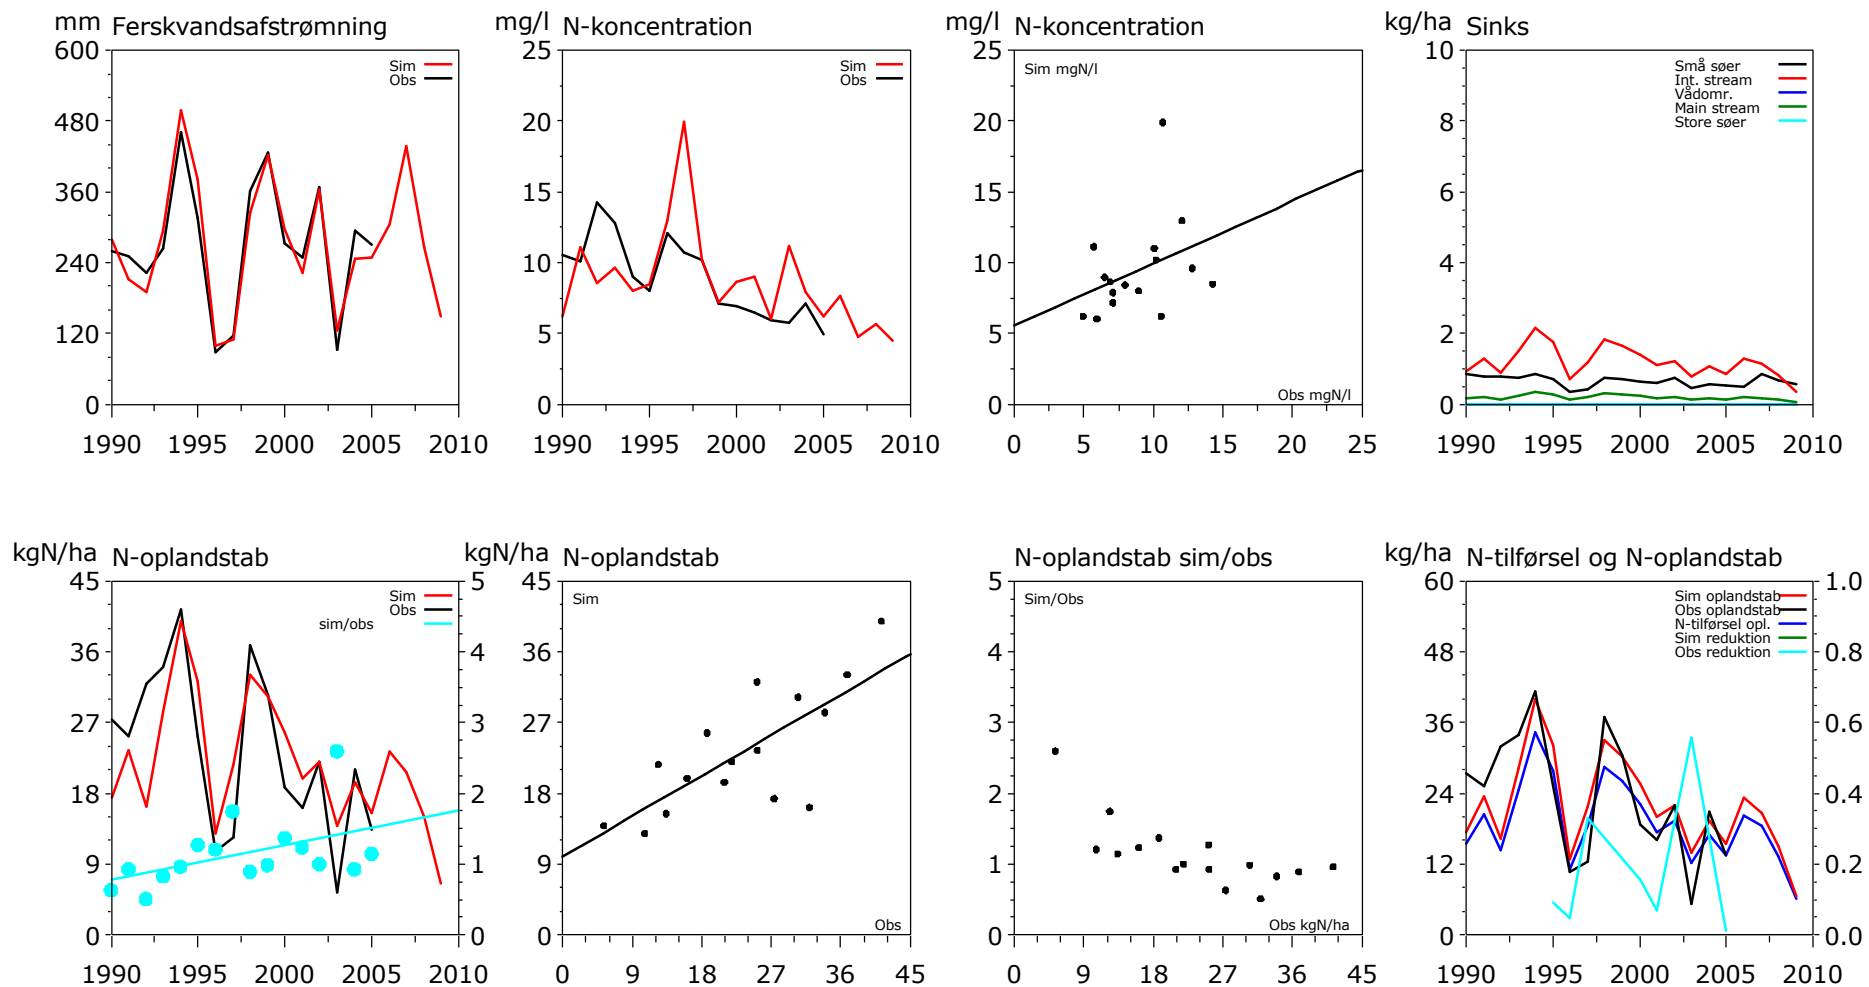 mm Ferskvandsafstrømning
600
480
360
240
120
0
1990 1995 2000 2005 2010
Sim
Obs
mg/l N-koncentration
25
20
15
10
5
0
1990 1995 2000 2005 2010
Sim
Obs
mg/l N-koncentration
25
20
15
10
5
0
0 5 10 15 20 25
Sim mgN/l
Obs mgN/l
kg/ha Sinks
10
8
6
4
2
0
1990 1995 2000 2005 2010
Små søer
Int. stream
Vådomr.
Main stream
Store søer
kgN/ha N-oplandstab
45
36
27
18
9
0
5
4
3
2
1
0
1990 1995 2000 2005 2010
Sim
Obs
sim/obs
kgN/ha N-oplandstab
45
36
27
18
9
0
0 9 18 27 36 45
Sim
Obs
N-oplandstab sim/obs
5
4
3
2
1
0
0 9 18 27 36 45
Sim/Obs
Obs kgN/ha
kg/ha N-tilførsel og N-oplandstab
60
48
36
24
12
0
1.0
0.8
0.6
0.4
0.2
0.0
1990 1995 2000 2005 2010
Sim oplandstab
Obs oplandstab
N-tilførsel opl.
Sim reduktion
Obs reduktion